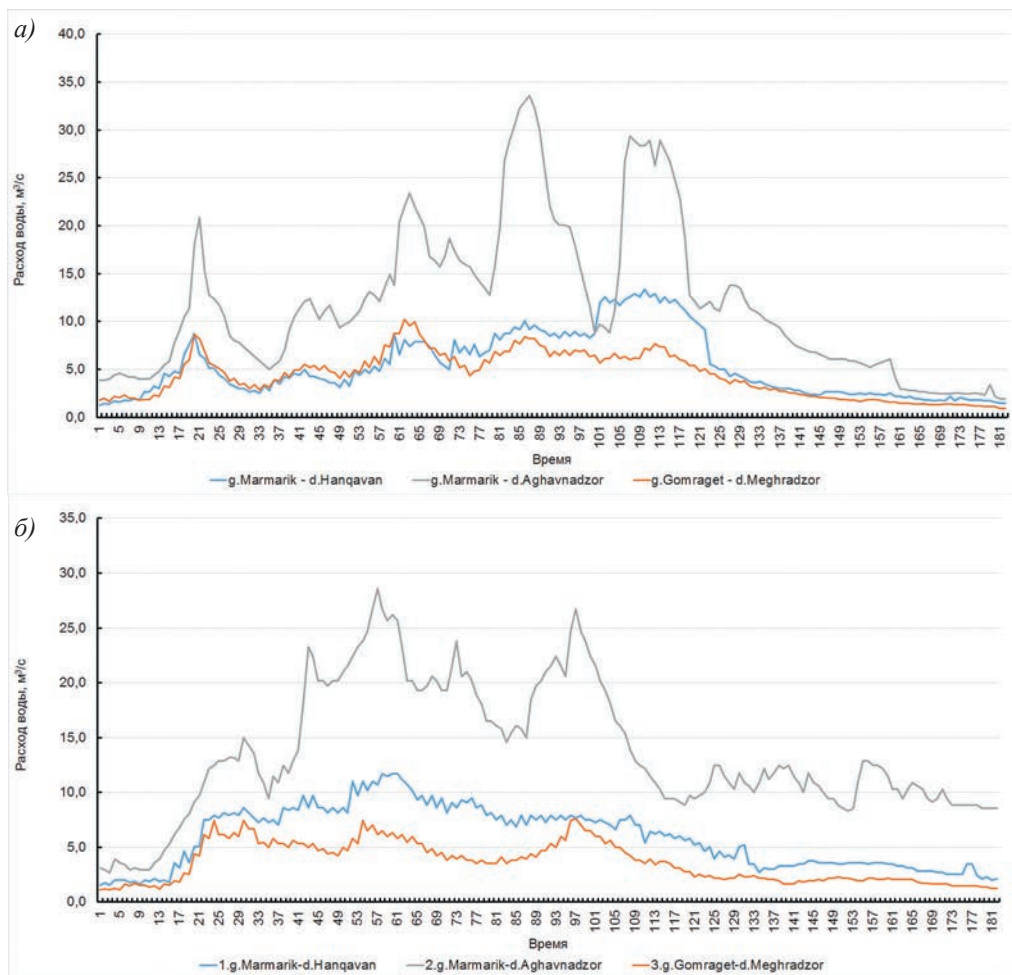 а)
40,0
35,0
30,0
25,0
20,0
15,0
10,0
5,0
0,0
Расход воды, м³/с
1 5 9 13 17 21 25 29 33 37 41 45 49 53 57 61 65 69 73 77 81 85 89 93 97 101 105 109 113 117 121 125 129 133 137 141 145 149 153 157 161 165 169 173 177 181
Время
g.Marmarik - d.Hanqavan g.Marmarik - d.Aghavnadzor g.Gomraget - d.Meghradzor
б)
35,0
30,0
25,0
20,0
15,0
10,0
5,0
0,0
Расход воды, м³/с
1 5 9 13 17 21 25 29 33 37 41 45 49 53 57 61 65 69 73 77 81 85 89 93 97 101 105 109 113 117 121 125 129 133 137 141 145 149 153 157 161 165 169 173 177 181
Время
1.g.Marmarik-d.Hanqavan 2.g.Marmarik-d.Aghavnadzor 3.g.Gomraget-d.Meghradzor